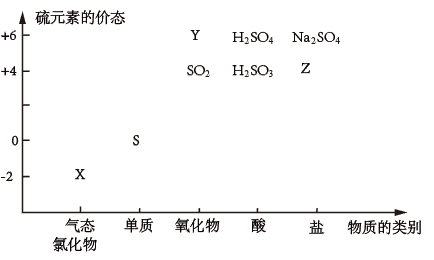 硫元素的价态
+6 Y H₂SO₄ Na₂SO₄
+4 SO₂ H₂SO₃ Z
0 S
-2 X
气态 单质 氧化物 酸 盐 物质的类别
氯化物